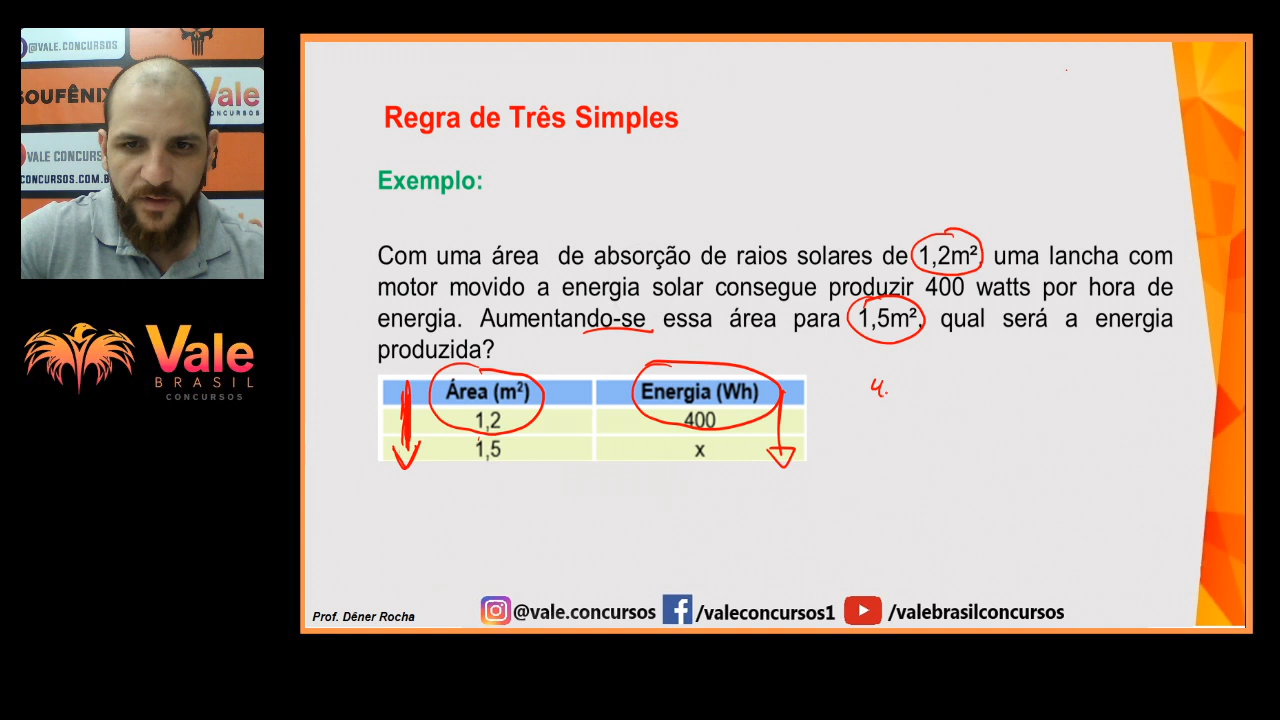 @VALE.CONCURSOS
SOUFÊNIX
Vale
CONCURSOS
VALE CONCURS
CONCURSOS.COM.B
Vale
BRASIL
CONCURSOS
Regra de Três Simples
Exemplo:
Com uma área de absorção de raios solares de 1,2m², uma lancha com
motor movido a energia solar consegue produzir 400 watts por hora de
energia. Aumentando-se essa área para 1,5m², qual será a energia
produzida?
Área (m²) Energia (Wh)
1,2 400
1,5 x
4.
Prof. Dêner Rocha
@vale.concursos /valeconcursos1 /valebrasilconcursos